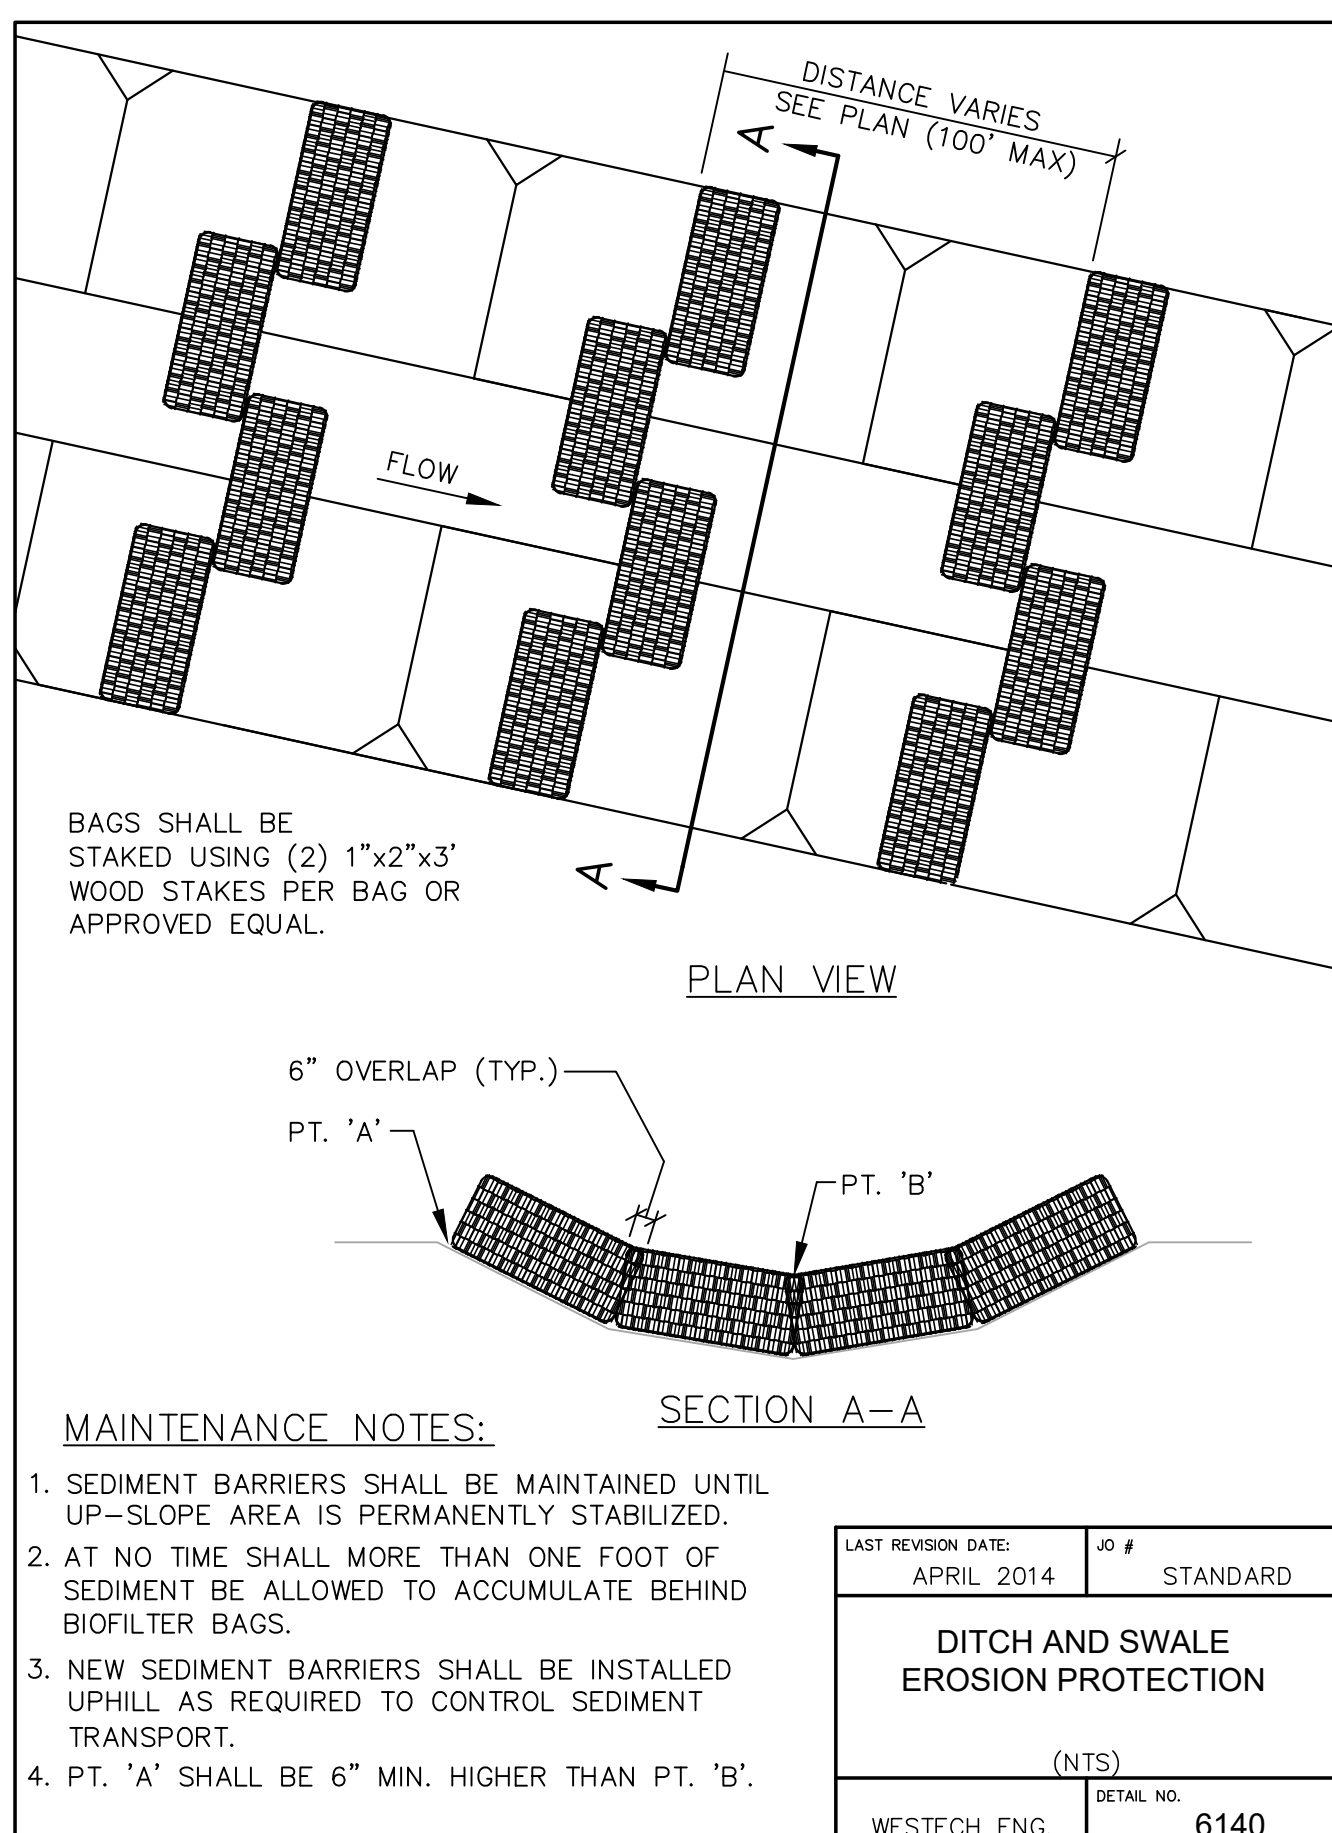 DISTANCE VARIES
SEE PLAN (100' MAX)
A
FLOW
A
BAGS SHALL BE
STAKED USING (2) 1"x2"x3'
WOOD STAKES PER BAG OR
APPROVED EQUAL.
PLAN VIEW
6" OVERLAP (TYP.)
PT. 'A'
PT. 'B'
SECTION A-A
MAINTENANCE NOTES:
1. SEDIMENT BARRIERS SHALL BE MAINTAINED UNTIL
UP-SLOPE AREA IS PERMANENTLY STABILIZED.
2. AT NO TIME SHALL MORE THAN ONE FOOT OF
SEDIMENT BE ALLOWED TO ACCUMULATE BEHIND
BIOFILTER BAGS.
3. NEW SEDIMENT BARRIERS SHALL BE INSTALLED
UPHILL AS REQUIRED TO CONTROL SEDIMENT
TRANSPORT.
4. PT. 'A' SHALL BE 6" MIN. HIGHER THAN PT. 'B'.
LAST REVISION DATE:
APRIL 2014
JO #
STANDARD
DITCH AND SWALE
EROSION PROTECTION
(NTS)
WESTECH ENG.
DETAIL NO.
6140